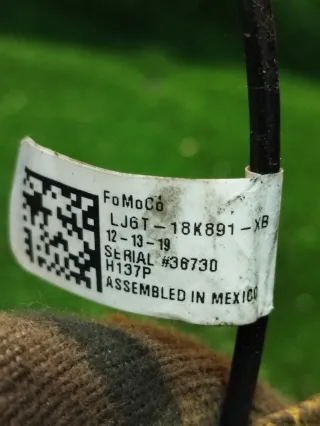 FoMoCo
LJ6T-18K891-XB
12-13-19
SERIAL #36730
H137P
ASSEMBLED IN MEXICO